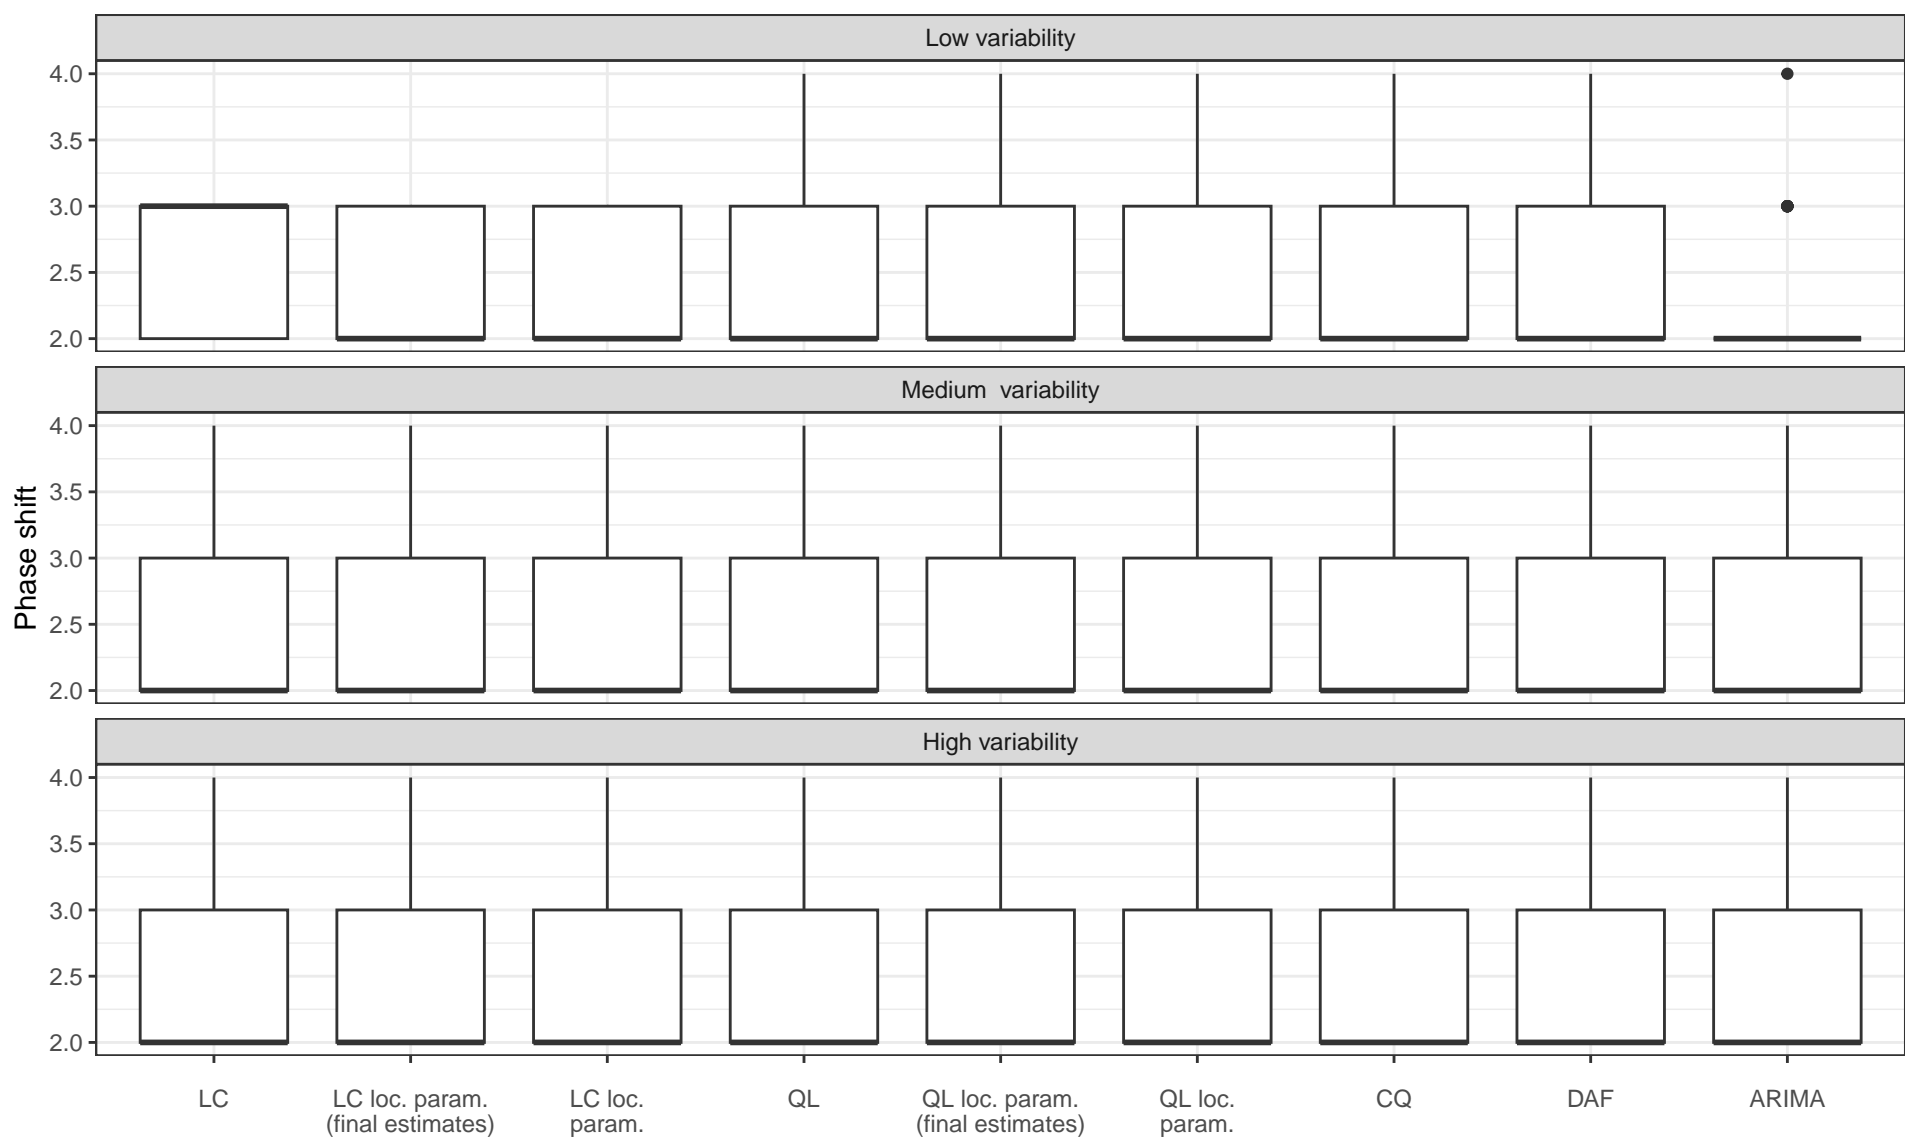 Low variability
4.0
3.5
3.0
2.5
2.0
Medium  variability
4.0
3.5
3.0
2.5
2.0
Phase shift
High variability
4.0
3.5
3.0
2.5
2.0
LC
LC loc. param.
(final estimates)
LC loc.
param.
QL
QL loc. param.
(final estimates)
QL loc.
param.
CQ
DAF
ARIMA